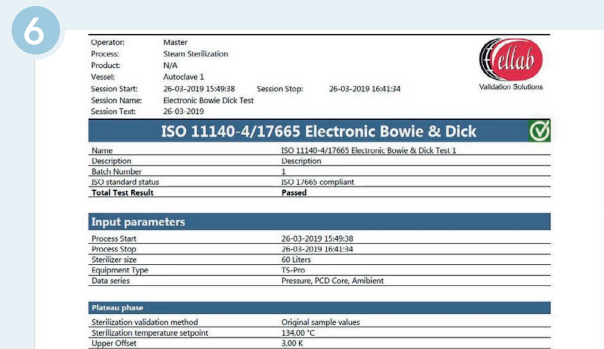 6
Operator: Master
Process: Steam Sterilization
Product: N/A
Vessel: Autoclave 1
Session Start: 26-03-2019 15:49:38 Session Stop: 26-03-2019 16:41:34
Session Name: Electronic Bowie Dick Test
Session Text: 26-03-2019
ellab
Validation Solutions
ISO 11140-4/17665 Electronic Bowie & Dick
Name ISO 11140-4/17665 Electronic Bowie & Dick Test 1
Description Description
Batch Number 1
ISO standard status ISO 17665 compliant
Total Test Result Passed
Input parameters
Process Start 26-03-2019 15:49:38
Process Stop 26-03-2019 16:41:34
Sterilizer size 60 Liters
Equipment Type TS-Pro
Data series Pressure, PCD Core, Amibient
Plateau phase
Sterilization validation method Original sample values
Sterilization temperature setpoint 134,00 °C
Upper Offset 3,00 K